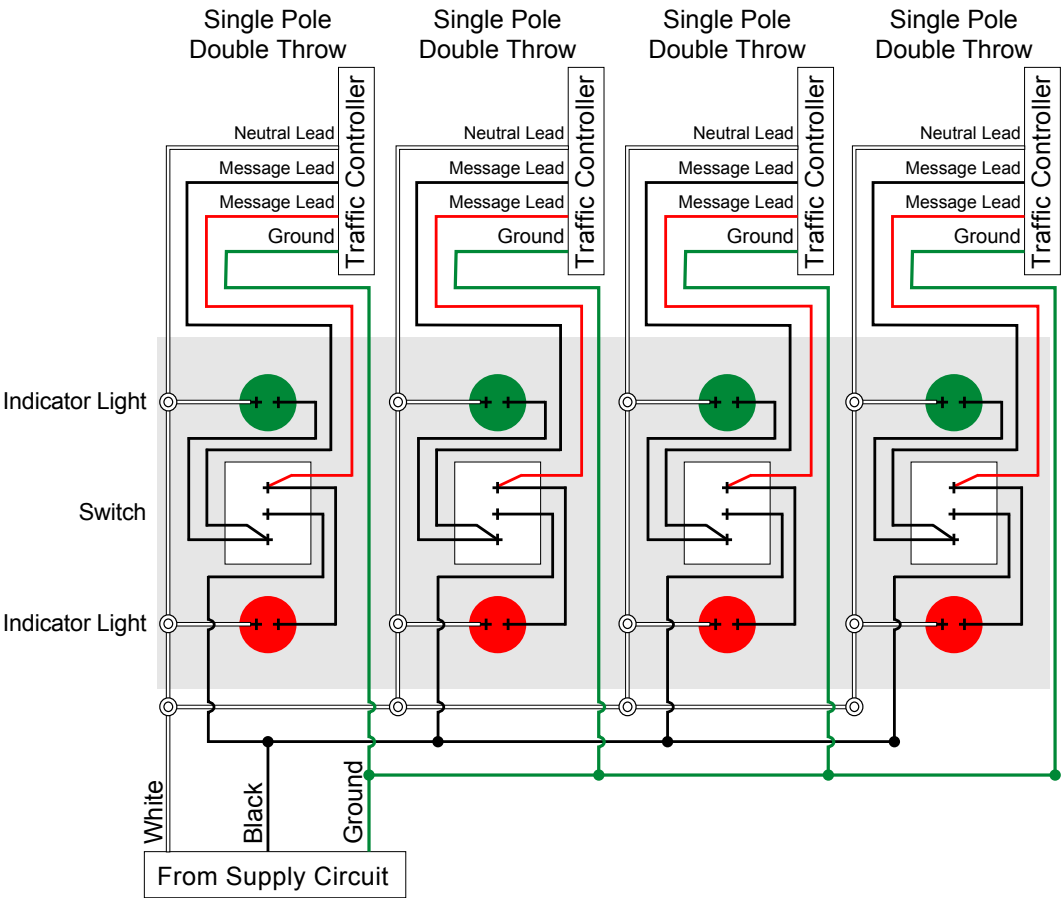 Single Pole
Double Throw
Single Pole
Double Throw
Single Pole
Double Throw
Single Pole
Double Throw
Neutral Lead
Message Lead
Message Lead
Ground
Traffic Controller
Neutral Lead
Message Lead
Message Lead
Ground
Traffic Controller
Neutral Lead
Message Lead
Message Lead
Ground
Traffic Controller
Neutral Lead
Message Lead
Message Lead
Ground
Traffic Controller
Indicator Light
Switch
Indicator Light
White
Black
Ground
From Supply Circuit